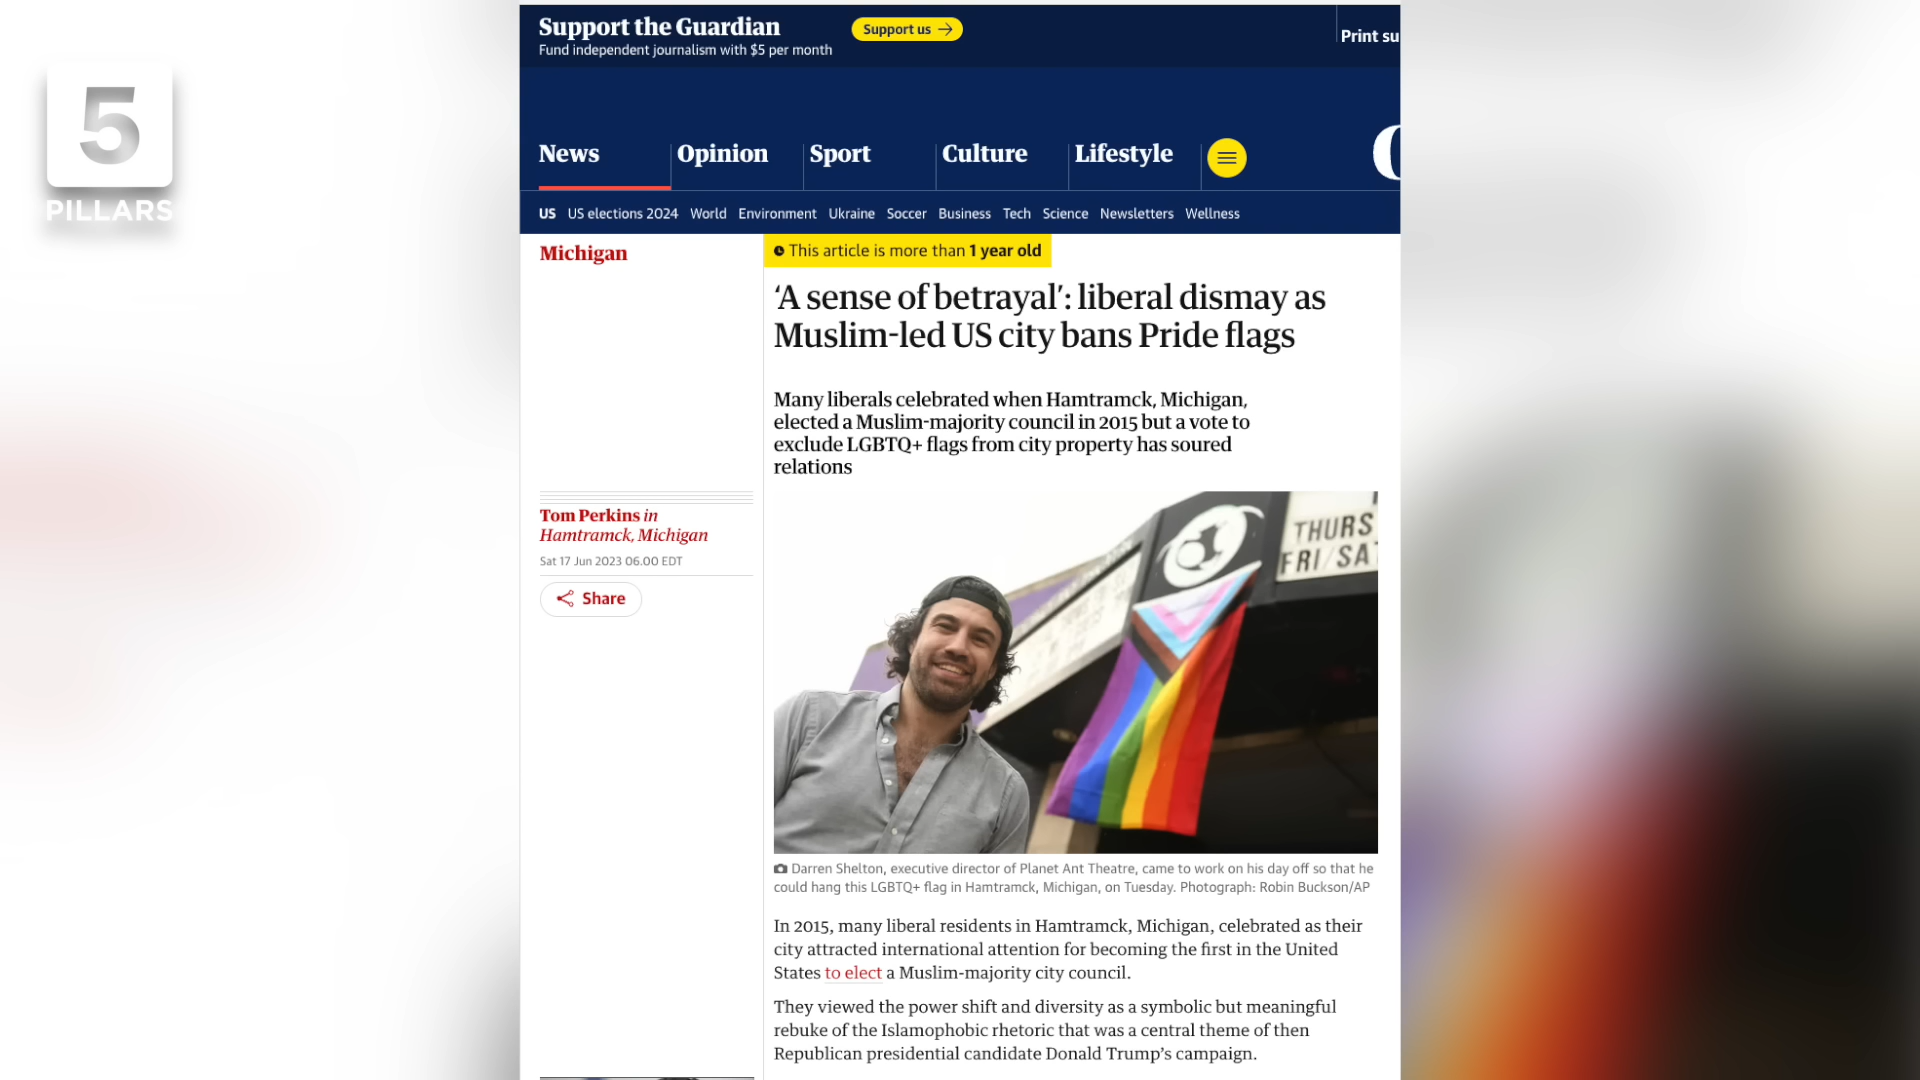 5
PILLARS
Support the Guardian
Fund independent journalism with $5 per month
Support us
Print su
News
Opinion
Sport
Culture
Lifestyle
US
US elections 2024
World
Environment
Ukraine
Soccer
Business
Tech
Science
Newsletters
Wellness
Michigan
This article is more than 1 year old
‘A sense of betrayal’: liberal dismay as
Muslim-led US city bans Pride flags
Many liberals celebrated when Hamtramck, Michigan,
elected a Muslim-majority council in 2015 but a vote to
exclude LGBTQ+ flags from city property has soured
relations
Tom Perkins in
Hamtramck, Michigan
Sat 17 Jun 2023 06.00 EDT
Share
THURS
FRI/SAT
Darren Shelton, executive director of Planet Ant Theatre, came to work on his day off so that he
could hang this LGBTQ+ flag in Hamtramck, Michigan, on Tuesday. Photograph: Robin Buckson/AP
In 2015, many liberal residents in Hamtramck, Michigan, celebrated as their
city attracted international attention for becoming the first in the United
States to elect a Muslim-majority city council.
They viewed the power shift and diversity as a symbolic but meaningful
rebuke of the Islamophobic rhetoric that was a central theme of then
Republican presidential candidate Donald Trump’s campaign.